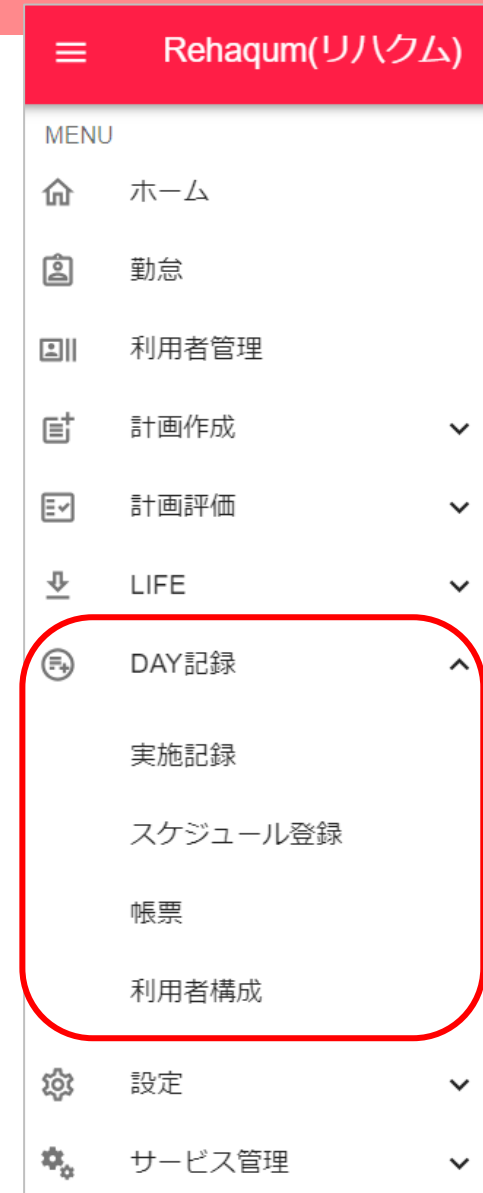 Rehaqum(リハクム)
MENU
ホーム
勤怠
利用者管理
計画作成
計画評価
LIFE
DAY記録
実施記録
スケジュール登録
帳票
利用者構成
設定
サービス管理